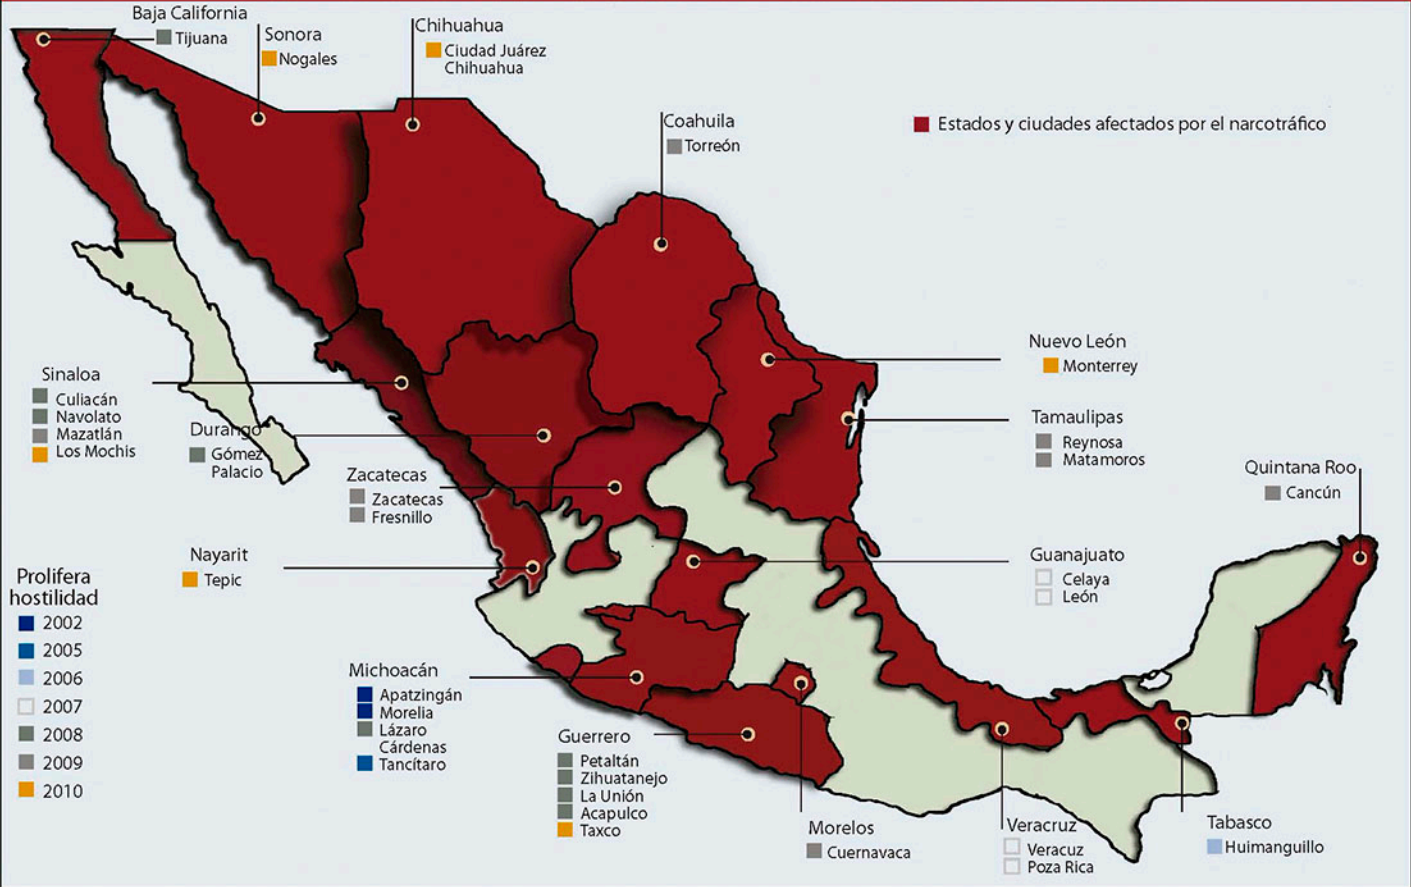 Baja California
Tijuana
Sonora
Nogales
Chihuahua
Ciudad Juárez
Chihuahua
Coahuila
Torreón
Estados y ciudades afectados por el narcotráfico
Nuevo León
Monterrey
Tamaulipas
Reynosa
Matamoros
Quintana Roo
Cancún
Sinaloa
Culiacán
Navolato
Mazatlán
Los Mochis
Durango
Gómez
Palacio
Zacatecas
Zacatecas
Fresnillo
Nayarit
Tepic
Guanajuato
Celaya
León
Prolifera
hostilidad
2002
2005
2006
2007
2008
2009
2010
Michoacán
Apatzingán
Morelia
Lázaro
Cárdenas
Tancítaro
Guerrero
Petaltán
Zihuatanejo
La Unión
Acapulco
Taxco
Morelos
Cuernavaca
Veracruz
Veracuz
Poza Rica
Tabasco
Huimanguillo